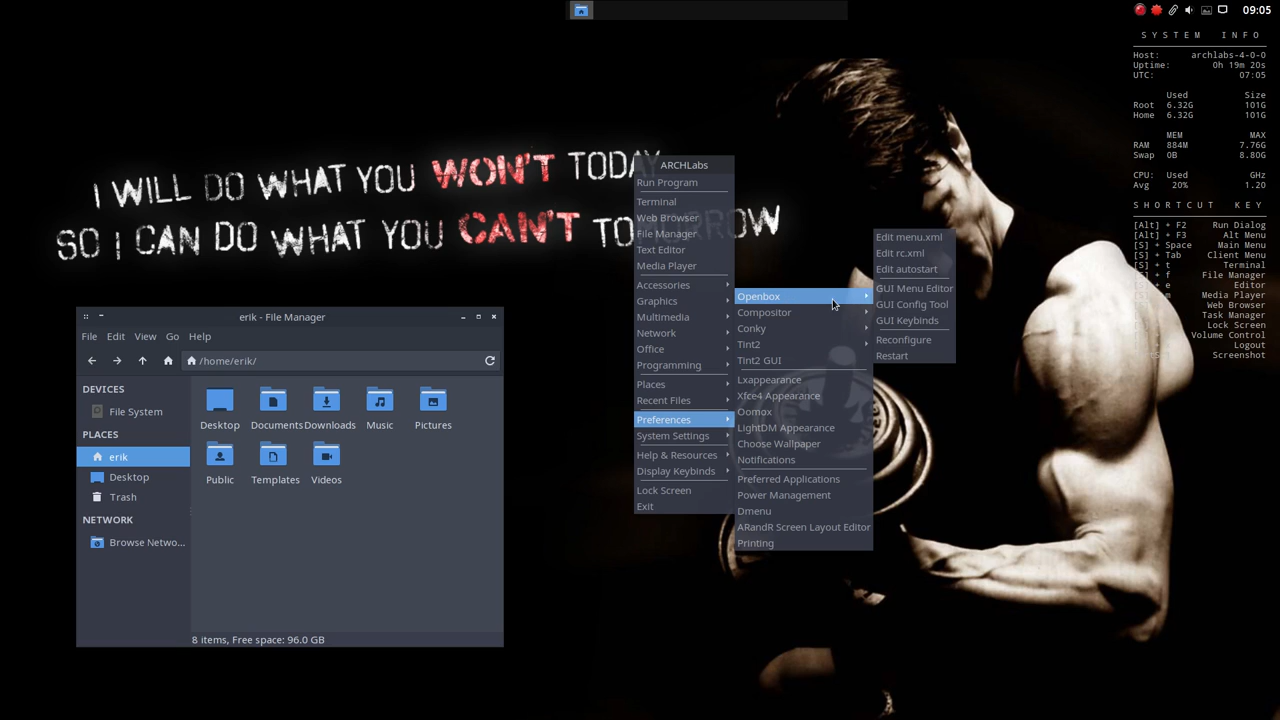 09:05
SYSTEM INFO
Host: archlabs-4-0-0
Uptime: 0h 19m 20s
UTC: 07:05
Used Size
Root 6.32G 101G
Home 6.32G 101G
MEM MAX
RAM 884M 7.76G
Swap 0B 8.80G
CPU: Used GHz
Avg 20% 1.20
SHORTCUT KEY
[Alt] + F2 Run Dialog
[Alt] + F3 Alt Menu
[S] + Space Main Menu
[S] + Tab Client Menu
[S] + t Terminal
[S] + f File Manager
[S] + e Editor
Media Player
Web Browser
Task Manager
Lock Screen
Volume Control
Logout
Screenshot
I WILL DO WHAT YOU WON'T TODAY
SO I CAN DO WHAT YOU CAN'T TOMORROW
ARCHLabs
Run Program
Terminal
Web Browser
File Manager
Text Editor
Media Player
Accessories
Graphics
Multimedia
Network
Office
Programming
Places
Recent Files
Preferences
System Settings
Help & Resources
Display Keybinds
Lock Screen
Exit
Openbox
Compositor
Conky
Tint2
Tint2 GUI
Lxappearance
Xfce4 Appearance
Oomox
LightDM Appearance
Choose Wallpaper
Notifications
Preferred Applications
Power Management
Dmenu
ARandR Screen Layout Editor
Printing
Edit menu.xml
Edit rc.xml
Edit autostart
GUI Menu Editor
GUI Config Tool
GUI Keybinds
Reconfigure
Restart
erik - File Manager
File Edit View Go Help
/home/erik/
DEVICES
File System
PLACES
erik
Desktop
Trash
NETWORK
Browse Netwo...
Desktop Documents Downloads Music Pictures
Public Templates Videos
8 items, Free space: 96.0 GB